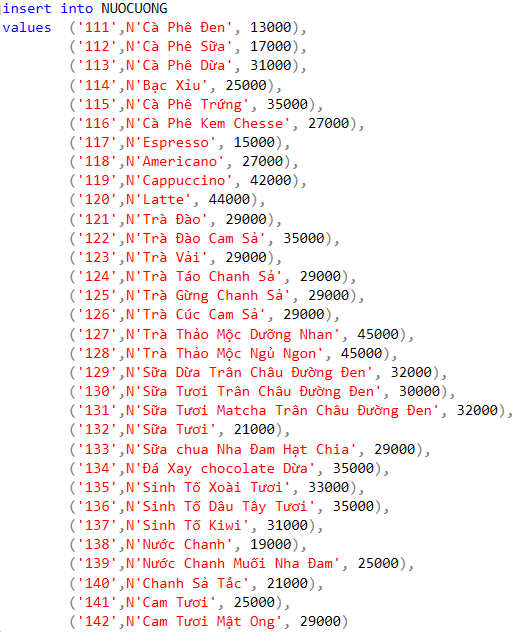 insert into NUOCUONG
values ('111',N'Cà Phê Đen', 13000),
('112',N'Cà Phê Sữa', 17000),
('113',N'Cà Phê Dừa', 31000),
('114',N'Bạc Xỉu', 25000),
('115',N'Cà Phê Trứng', 35000),
('116',N'Cà Phê Kem Chesse', 27000),
('117',N'Espresso', 15000),
('118',N'Americano', 27000),
('119',N'Cappuccino', 42000),
('120',N'Latte', 44000),
('121',N'Trà Đào', 29000),
('122',N'Trà Đào Cam Sả', 35000),
('123',N'Trà Vải', 29000),
('124',N'Trà Táo Chanh Sả', 29000),
('125',N'Trà Gừng Chanh Sả', 29000),
('126',N'Trà Cúc Cam Sả', 29000),
('127',N'Trà Thảo Mộc Dưỡng Nhan', 45000),
('128',N'Trà Thảo Mộc Ngủ Ngon', 45000),
('129',N'Sữa Dừa Trân Châu Đường Đen', 32000),
('130',N'Sữa Tươi Trân Châu Đường Đen', 30000),
('131',N'Sữa Tươi Matcha Trân Châu Đường Đen', 32000),
('132',N'Sữa Tươi', 21000),
('133',N'Sữa chua Nha Đam Hạt Chia', 29000),
('134',N'Đá Xay chocolate Dừa', 35000),
('135',N'Sinh Tố Xoài Tươi', 33000),
('136',N'Sinh Tố Dâu Tây Tươi', 35000),
('137',N'Sinh Tố Kiwi', 31000),
('138',N'Nước Chanh', 19000),
('139',N'Nước Chanh Muối Nha Đam', 25000),
('140',N'Chanh Sả Tắc', 21000),
('141',N'Cam Tươi', 25000),
('142',N'Cam Tươi Mật Ong', 29000)